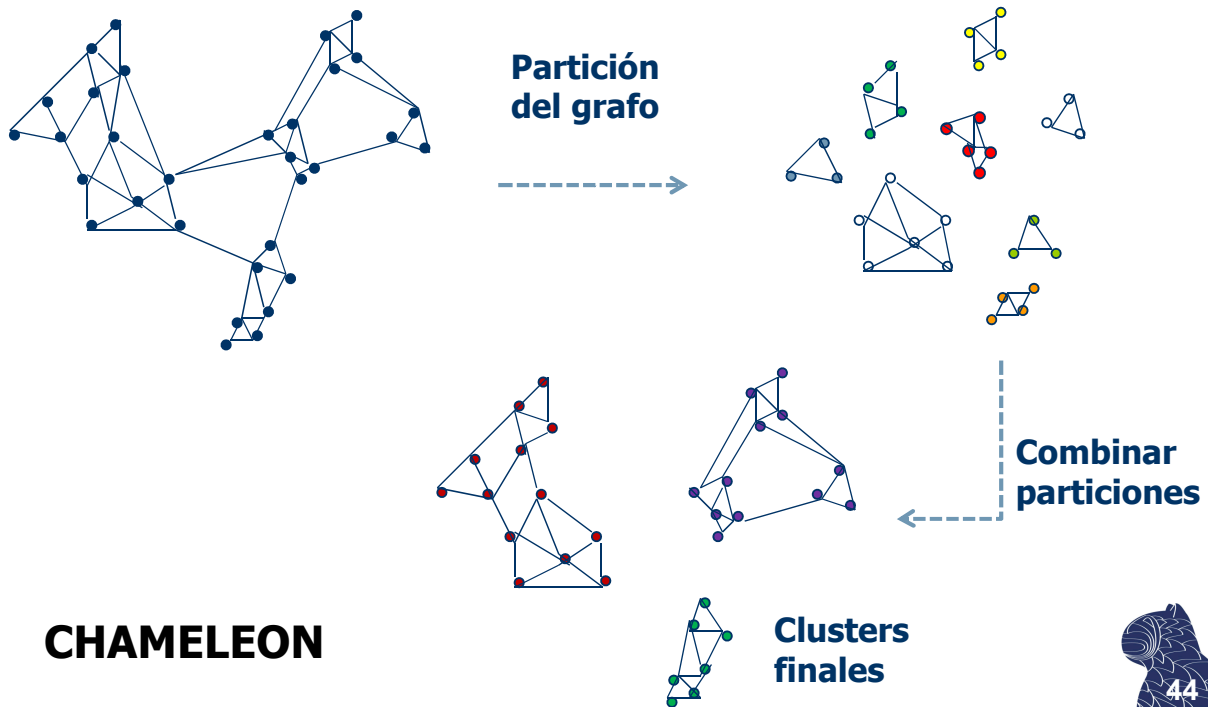 Partición
del grafo
Combinar
particiones
Clusters
finales
CHAMELEON
44